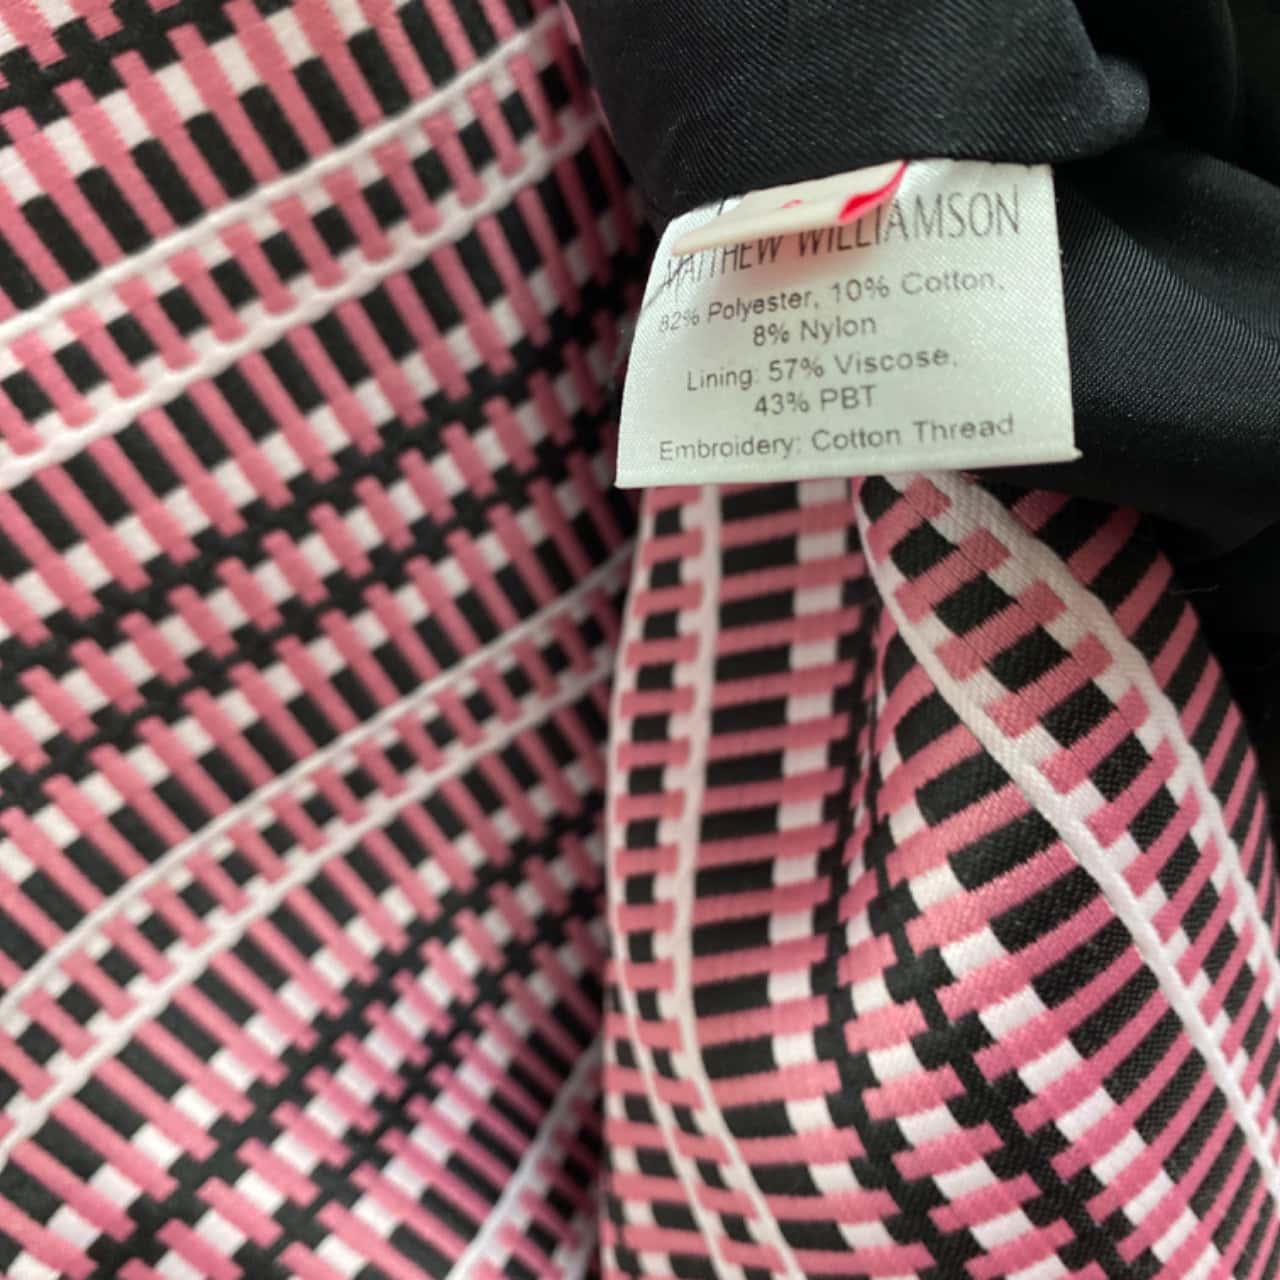 MATTHEW WILLIAMSON
82% Polyester, 10% Cotton,
8% Nylon
Lining: 57% Viscose,
43% PBT
Embroidery: Cotton Thread